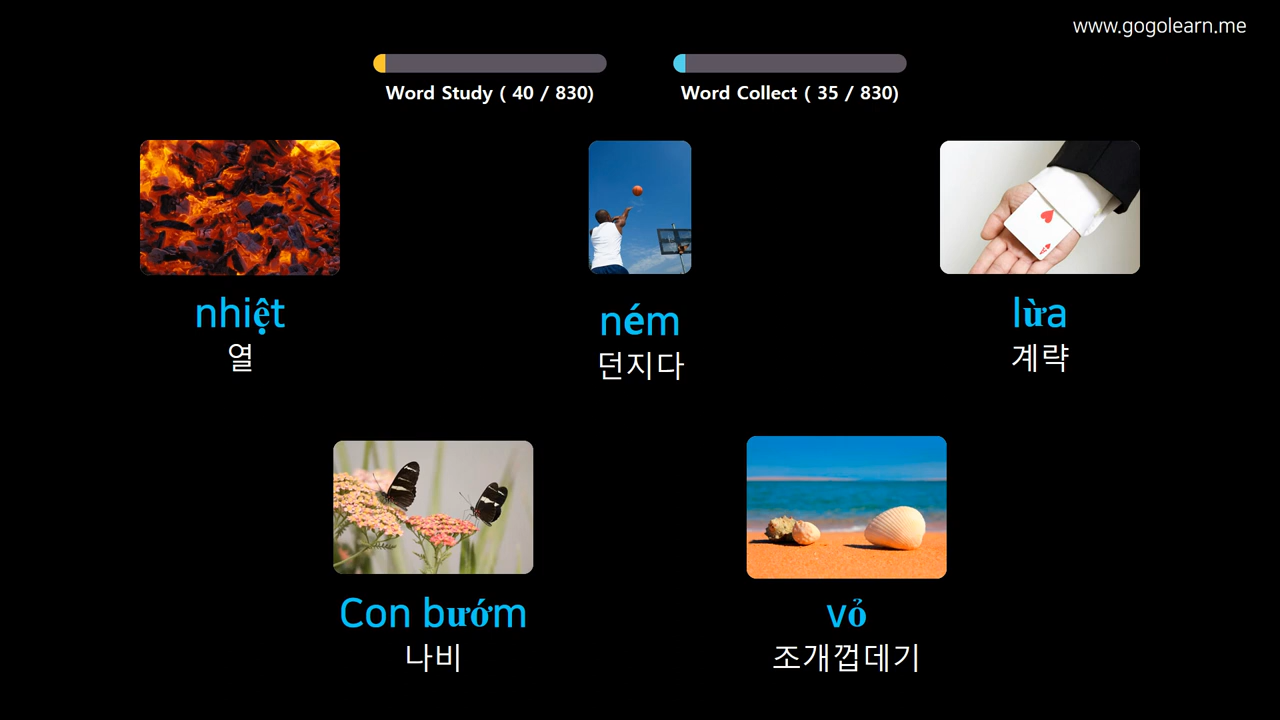 www.gogolearn.me
Word Study ( 40 / 830)
Word Collect ( 35 / 830)
nhiệt
열
ném
던지다
lừa
계략
Con bướm
나비
vỏ
조개껍데기